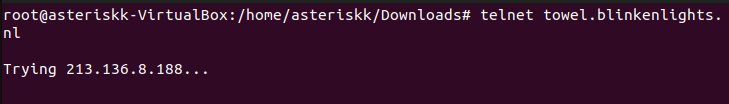 root@asteriskk-VirtualBox:/home/asteriskk/Downloads# telnet towel.blinkenlights.
nl
Trying 213.136.8.188...